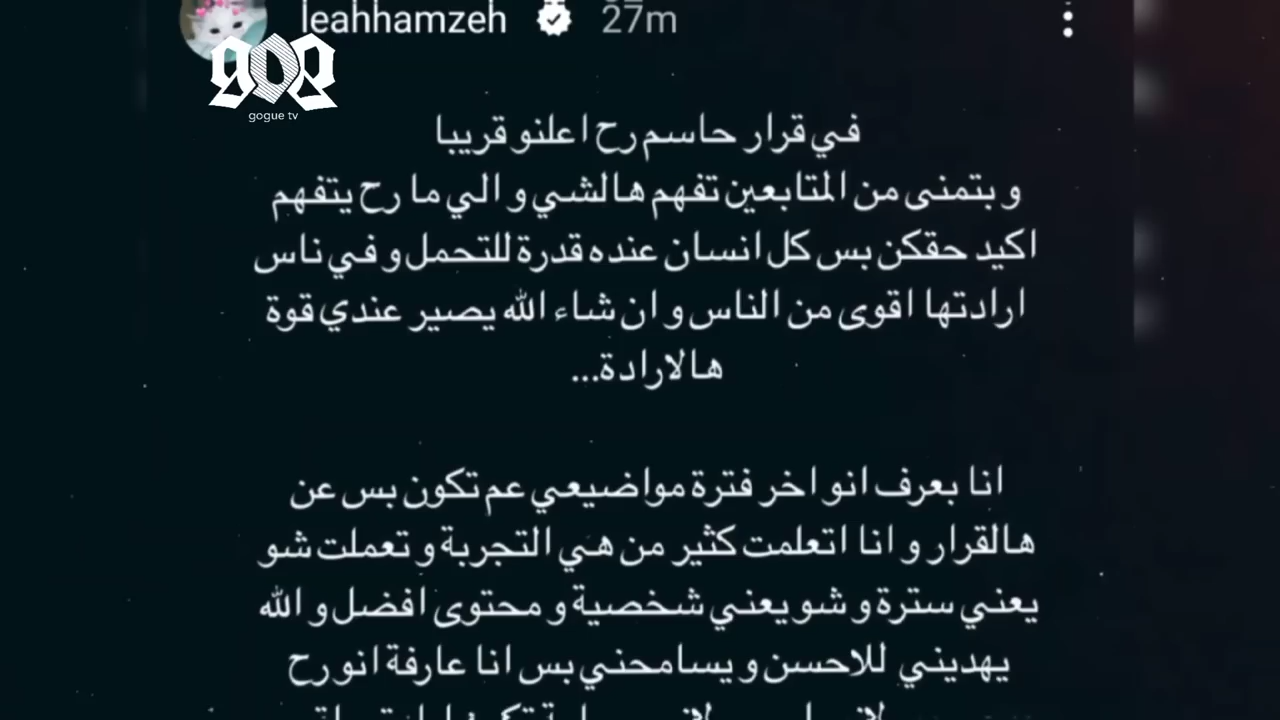 leahhamzeh 27m
gogue tv
في قرار حاسم رح اعلنو قريبا
و بتمنى من المتابعين تفهم هالشي و الي ما رح يتفهم
اكيد حقكن بس كل انسان عنده قدرة للتحمل و في ناس
ارادتها اقوى من الناس و ان شاء الله يصير عندي قوة
هالارادة...
انا بعرف انو اخر فترة مواضيعي عم تكون بس عن
هالقرار و انا اتعلمت كثير من هي التجربة و تعملت شو
يعني سترة و شو يعني شخصية و محتوى افضل و الله
يهديني للاحسن و يسامحني بس انا عارفة انو رح